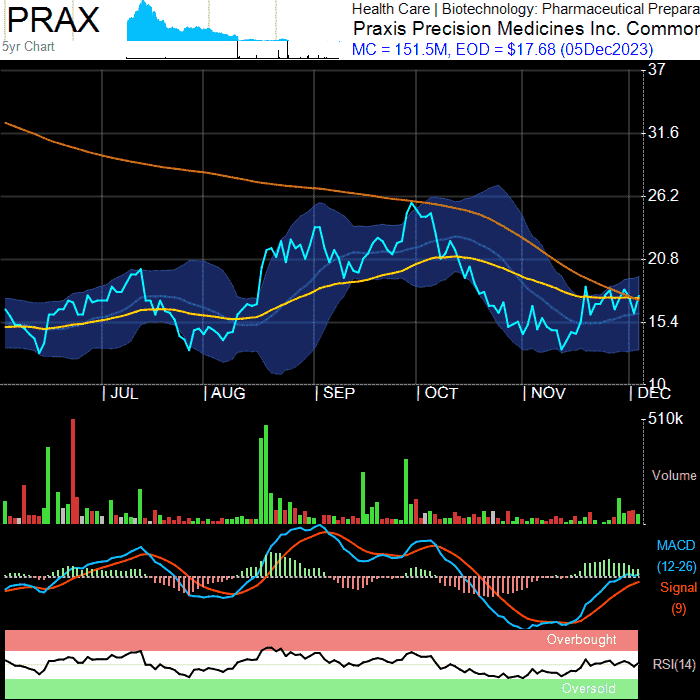 PRAX
5yr Chart
Health Care | Biotechnology: Pharmaceutical Prepara
Praxis Precision Medicines Inc. Common
MC = 151.5M, EOD = $17.68 (05Dec2023)
37
31.6
26.2
20.8
15.4
10
| JUL | AUG | SEP | OCT | NOV | DEC
510k
Volume
MACD
(12-26)
Signal
(9)
Overbought
RSI(14)
Oversold